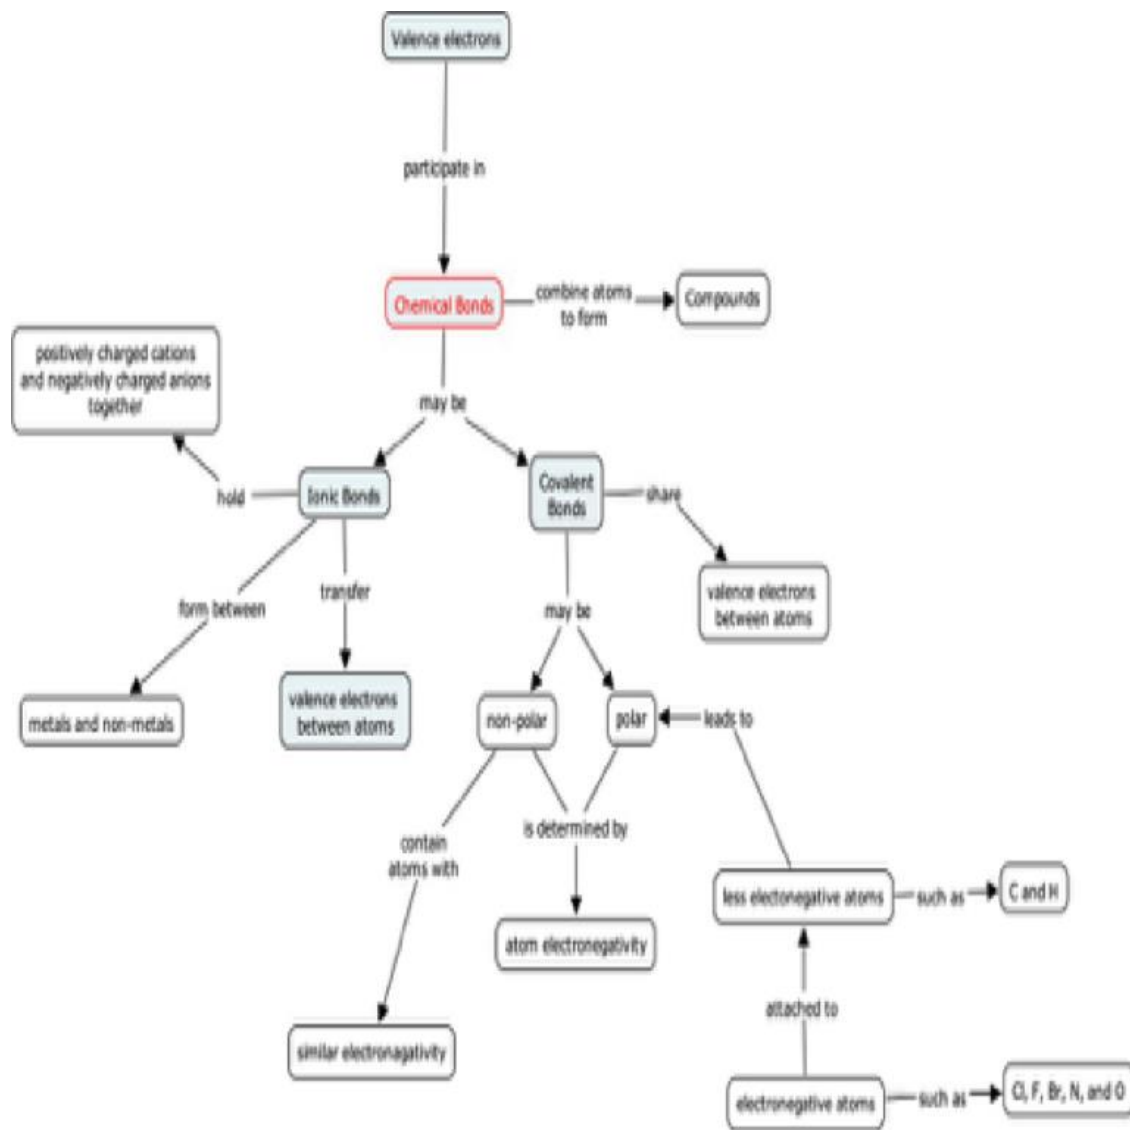 Valence electrons
participate in
Chemical Bonds
combine atoms
to form
Compounds
positively charged cations
and negatively charged anions
together
may be
hold
Ionic Bonds
Covalent
Bonds
share
form between
transfer
may be
valence electrons
between atoms
metals and non-metals
valence electrons
between atoms
non-polar
polar
leads to
contain
atoms with
is determined by
less electonegative atoms
such as
C and H
atom electronegativity
attached to
similar electronagativity
electronegative atoms
such as
Cl, F, Br, N, and O